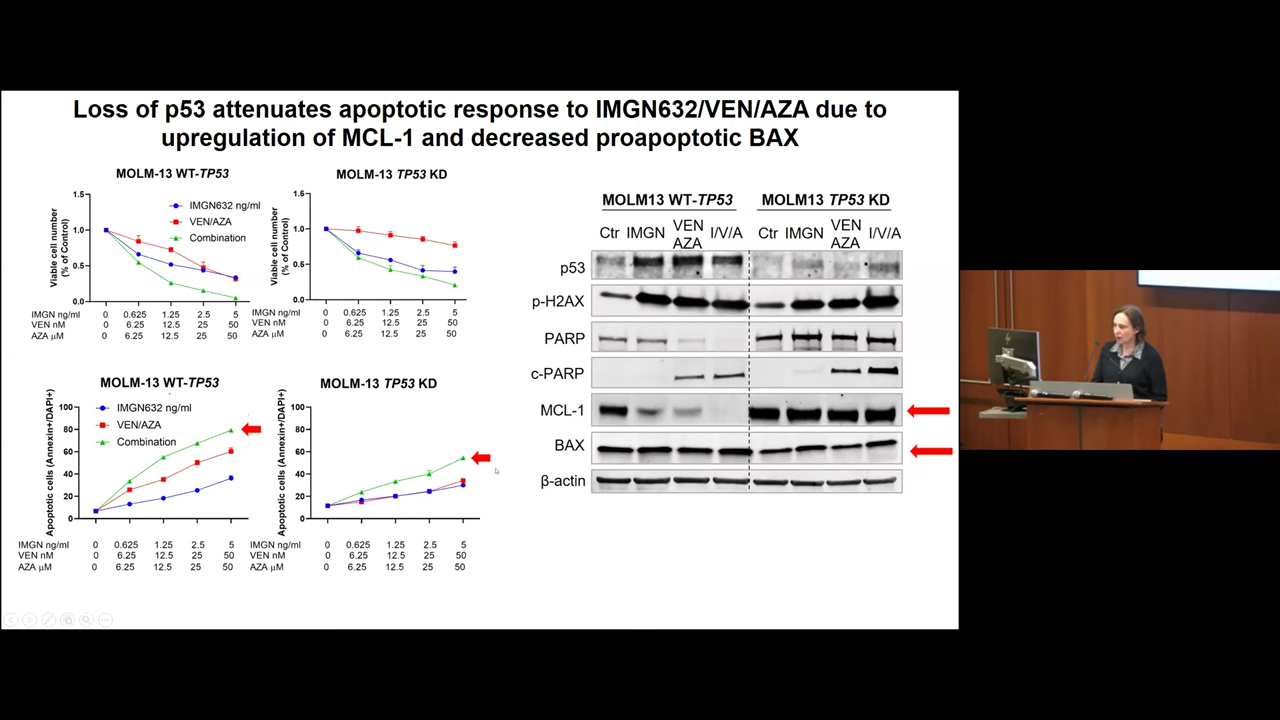 Loss of p53 attenuates apoptotic response to IMGN632/VEN/AZA due to
upregulation of MCL-1 and decreased proapoptotic BAX
MOLM-13 WT-TP53
Viable cell number
(% of Control)
1.5
1.0
0.5
0.0
IMGN632 ng/ml
VEN/AZA
Combination
IMGN ng/ml 0 0.625 1.25 2.5 5
VEN nM 0 6.25 12.5 25 50
AZA μM 0 6.25 12.5 25 50
MOLM-13 TP53 KD
Viable cell number
(% of Control)
1.5
1.0
0.5
0.0
0 0.625 1.25 2.5 5
0 6.25 12.5 25 50
0 6.25 12.5 25 50
MOLM-13 WT-TP53
Apoptotic cells (Annexin+/DAPI+)
100
80
60
40
20
0
IMGN632 ng/ml
VEN/AZA
Combination
IMGN ng/ml 0 0.625 1.25 2.5 5
VEN nM 0 6.25 12.5 25 50
AZA μM 0 6.25 12.5 25 50
MOLM-13 TP53 KD
Apoptotic cells (Annexin+/DAPI+)
100
80
60
40
20
0
IMGN ng/ml 0 0.625 1.25 2.5 5
VEN nM 0 6.25 12.5 25 50
AZA μM 0 6.25 12.5 25 50
MOLM13 WT-TP53 MOLM13 TP53 KD
Ctr IMGN VEN AZA I/V/A Ctr IMGN VEN AZA I/V/A
p53
p-H2AX
PARP
c-PARP
MCL-1
BAX
β-actin